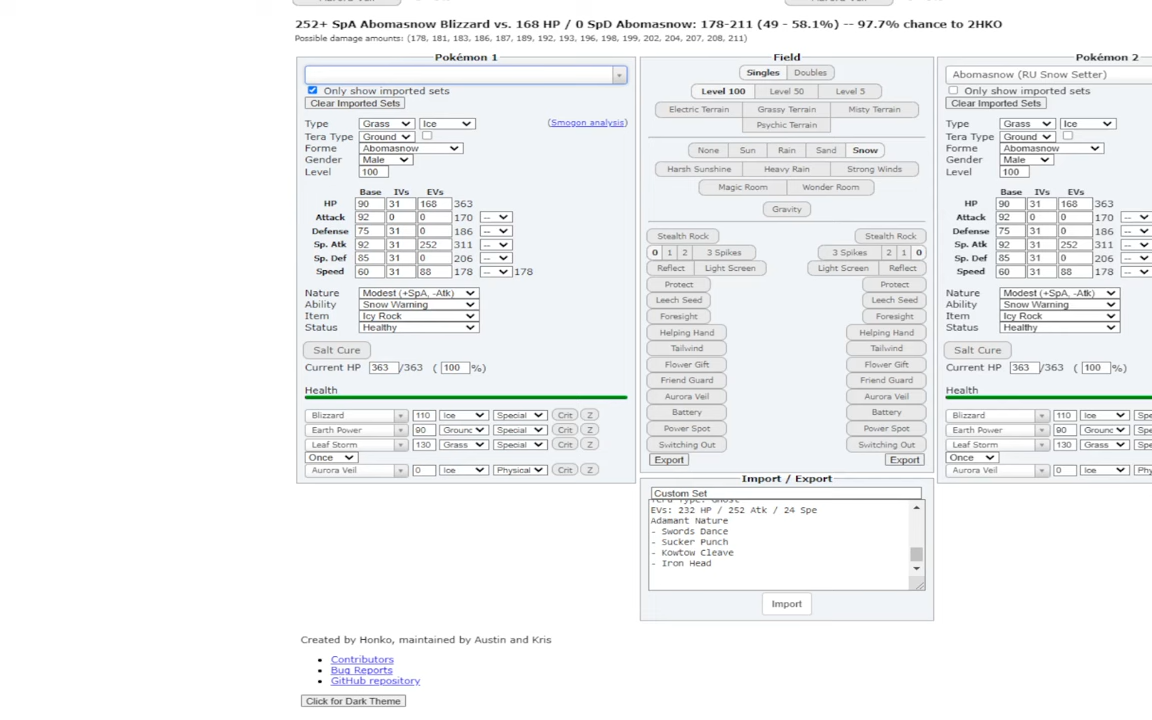 252+ SpA Abomasnow Blizzard vs. 168 HP / 0 SpD Abomasnow: 178-211 (49 - 58.1%) -- 97.7% chance to 2HKO
Possible damage amounts: (178, 181, 183, 186, 187, 189, 192, 193, 196, 198, 199, 202, 204, 207, 208, 211)
Pokémon 1
Only show imported sets
Clear Imported Sets
Type Grass Ice (Smogon analysis)
Tera Type Ground
Forme Abomasnow
Gender Male
Level 100
Base IVs EVs
HP 90 31 168 363
Attack 92 0 0 170 --
Defense 75 31 0 186 --
Sp. Atk 92 31 252 311 --
Sp. Def 85 31 0 206 --
Speed 60 31 88 178 -- 178
Nature Modest (+SpA, -Atk)
Ability Snow Warning
Item Icy Rock
Status Healthy
Salt Cure
Current HP 363 /363 ( 100 %)
Health
Blizzard 110 Ice Special Crit Z
Earth Power 90 Ground Special Crit Z
Leaf Storm 130 Grass Special Crit Z
Once
Aurora Veil 0 Ice Physical Crit Z
Field
Singles Doubles
Level 100 Level 50 Level 5
Electric Terrain Grassy Terrain Misty Terrain
Psychic Terrain
None Sun Rain Sand Snow
Harsh Sunshine Heavy Rain Strong Winds
Magic Room Wonder Room
Gravity
Stealth Rock Stealth Rock
0 1 2 3 Spikes 3 Spikes 2 1 0
Reflect Light Screen Light Screen Reflect
Protect Protect
Leech Seed Leech Seed
Foresight Foresight
Helping Hand Helping Hand
Tailwind Tailwind
Flower Gift Flower Gift
Friend Guard Friend Guard
Aurora Veil Aurora Veil
Battery Battery
Power Spot Power Spot
Switching Out Switching Out
Export Export
Import / Export
Custom Set
Tera Type: Ghost
EVs: 232 HP / 252 Atk / 24 Spe
Adamant Nature
- Swords Dance
- Sucker Punch
- Kowtow Cleave
- Iron Head
Import
Pokémon 2
Abomasnow (RU Snow Setter)
Only show imported sets
Clear Imported Sets
Type Grass Ice
Tera Type Ground
Forme Abomasnow
Gender Male
Level 100
Base IVs EVs
HP 90 31 168 363
Attack 92 0 0 170 --
Defense 75 31 0 186 --
Sp. Atk 92 31 252 311 --
Sp. Def 85 31 0 206 --
Speed 60 31 88 178 --
Nature Modest (+SpA, -Atk)
Ability Snow Warning
Item Icy Rock
Status Healthy
Salt Cure
Current HP 363 /363 ( 100 %)
Health
Blizzard 110 Ice Spe
Earth Power 90 Ground Spe
Leaf Storm 130 Grass Spe
Once
Aurora Veil 0 Ice Phy
Created by Honko, maintained by Austin and Kris
• Contributors
• Bug Reports
• GitHub repository
Click for Dark Theme